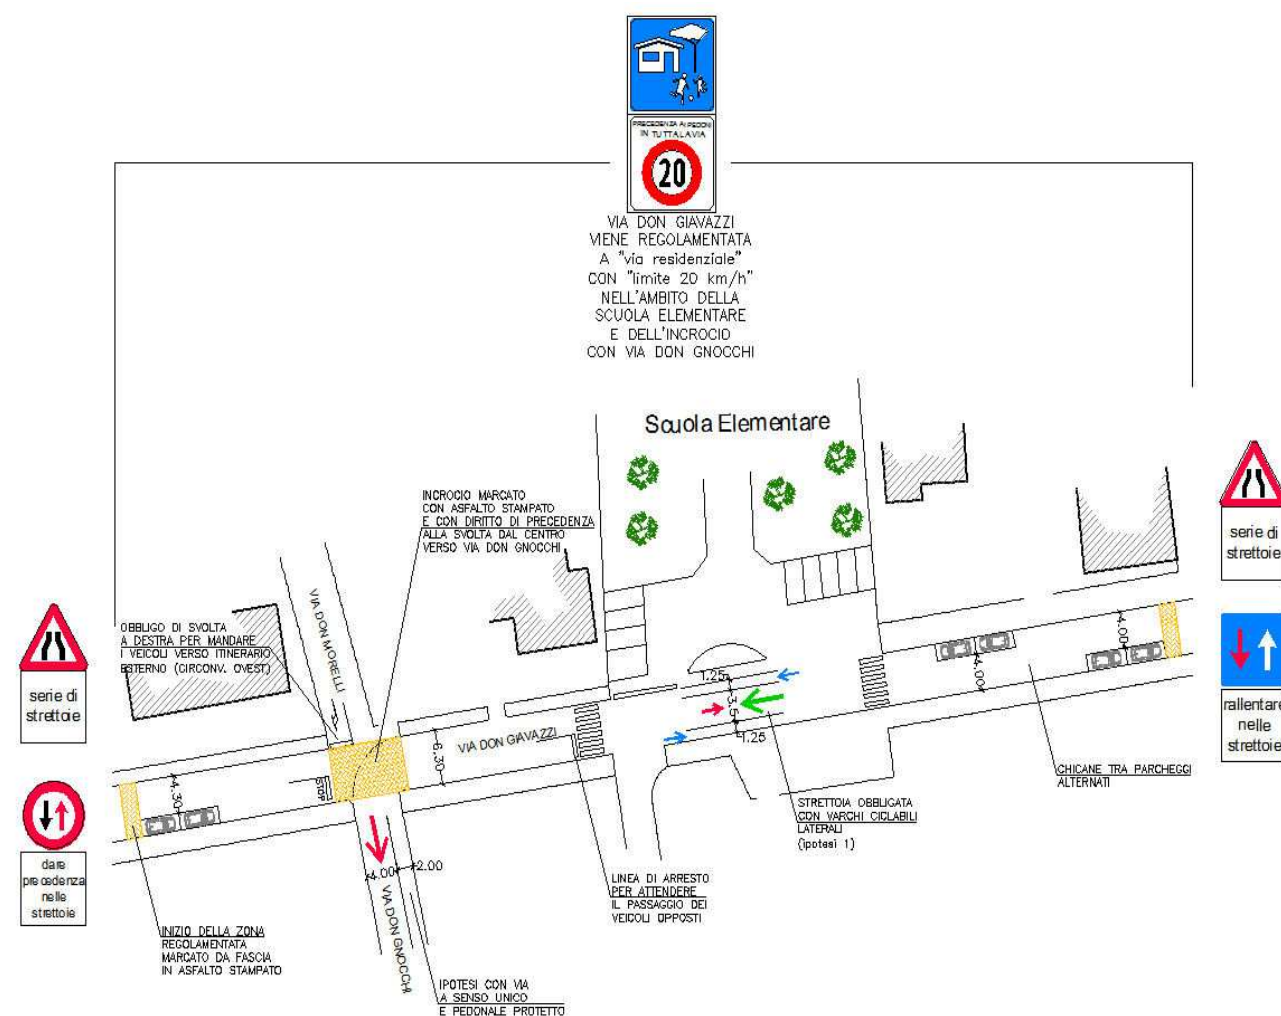 PRECEDENZA AI PEDONI
IN TUTTA LA VIA
20
VIA DON GIAVAZZI
VIENE REGOLAMENTATA
A "via residenziale"
CON "limite 20 km/h"
NELL'AMBITO DELLA
SCUOLA ELEMENTARE
E DELL'INCROCIO
CON VIA DON GNOCCHI
Scuola Elementare
INCROCIO MARCATO
CON ASFALTO STAMPATO
E CON DIRITTO DI PRECEDENZA
ALLA SVOLTA DAL CENTRO
VERSO VIA DON GNOCCHI
serie di
strettoie
OBBLIGO DI SVOLTA
A DESTRA PER MANDARE
I VEICOLI VERSO ITINERARIO
ESTERNO (CIRCONV. OVEST)
VIA DON MORELLI
serie di
strettoie
4.00
4.00
1.25
3.5
1.25
rallentare
nelle
strettoie
6.30
VIA DON GIAVAZZI
STOP
4.30
CHICANE TRA PARCHEGGI
ALTERNATI
STRETTOIA OBBLIGATA
CON VARCHI CICLABILI
LATERALI
(ipotesi 1)
dare
precedenza
nelle
strettoie
4.00
2.00
VIA DON GNOCCHI
LINEA DI ARRESTO
PER ATTENDERE
IL PASSAGGIO DEI
VEICOLI OPPOSTI
INIZIO DELLA ZONA
REGOLAMENTATA
MARCATO DA FASCIA
IN ASFALTO STAMPATO
IPOTESI CON VIA
A SENSO UNICO
E PEDONALE PROTETTO